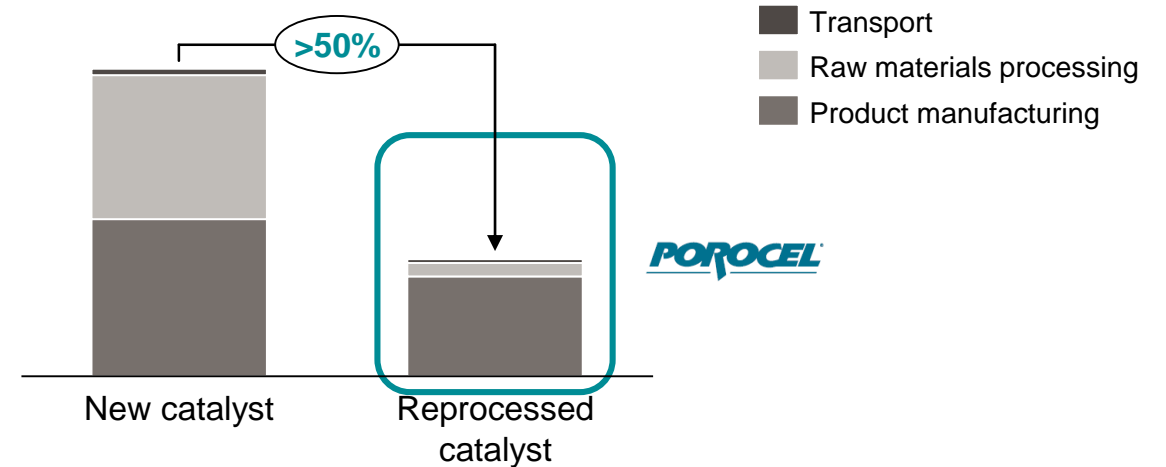 >50%
Transport
Raw materials processing
Product manufacturing
POROCEL
New catalyst
Reprocessed
catalyst